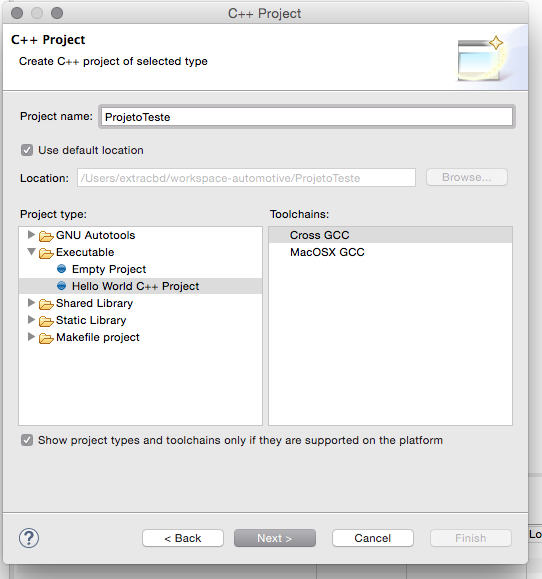 C++ Project
C++ Project
Create C++ project of selected type
Project name: ProjetoTeste
Use default location
Location: /Users/extracbd/workspace-automotive/ProjetoTeste Browse...
Project type:
GNU Autotools
Executable
Empty Project
Hello World C++ Project
Shared Library
Static Library
Makefile project
Toolchains:
Cross GCC
MacOSX GCC
Show project types and toolchains only if they are supported on the platform
? < Back Next > Cancel Finish
Lo